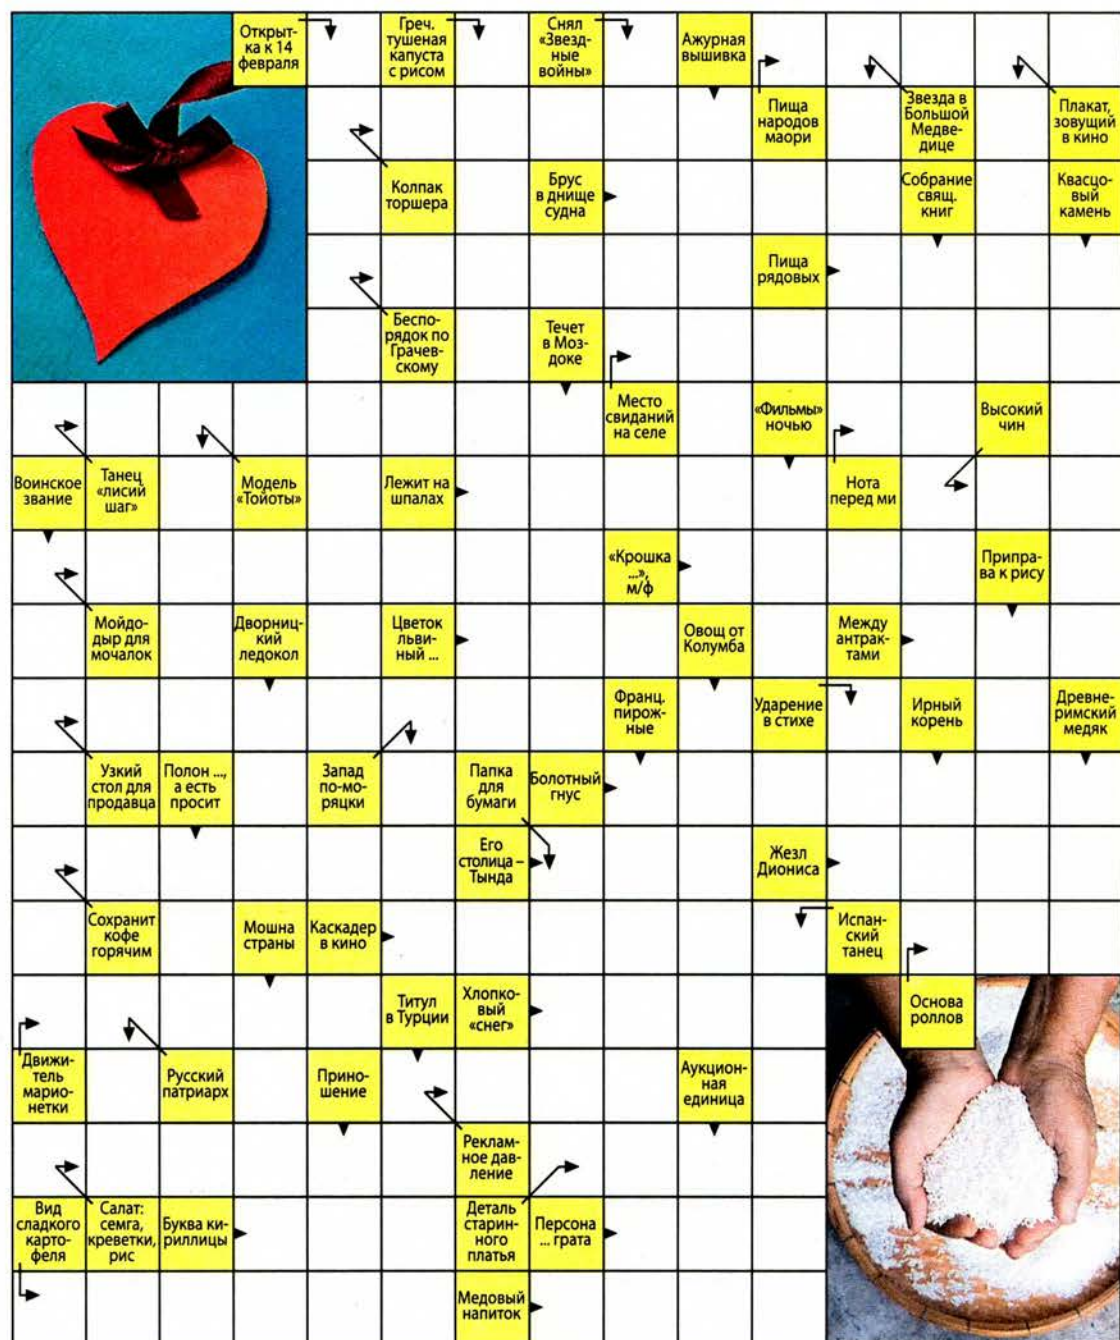 Открыт-
ка к 14
февраля
Греч.
тушеная
капуста
с рисом
Снял
«Звезд-
ные
войны»
Ажурная
вышивка
Пища
народов
маори
Звезда в
Большой
Медве-
дице
Плакат,
зовущий
в кино
Колпак
торшера
Брус
в днище
судна
Собрание
свящ.
книг
Квасцо-
вый
камень
Пища
рядовых
Беспо-
рядок по
Грачев-
скому
Течет
в Моз-
доке
Место
свиданий
на селе
«Фильмы»
ночью
Высокий
чин
Воинское
звание
Танец
«лисий
шаг»
Модель
«Тойоты»
Лежит на
шпалах
Нота
перед ми
«Крошка
...»,
м/ф
Припра-
ва к рису
Мойдо-
дыр для
мочалок
Дворниц-
кий
ледокол
Цветок
льви-
ный ...
Овощ от
Колумба
Между
антрак-
тами
Франц.
пирож-
ные
Ударение
в стихе
Ирный
корень
Древне-
римский
медяк
Узкий
стол для
продавца
Полон ...,
а есть
просит
Запад
по-мо-
ряцки
Папка
для
бумаги
Болотный
гнус
Его
столица –
Тында
Жезл
Диониса
Сохранит
кофе
горячим
Мошна
страны
Каскадер
в кино
Испан-
ский
танец
Титул
в Турции
Хлопко-
вый
«снег»
Основа
роллов
Движи-
тель
марио-
нетки
Русский
патриарх
Прино-
шение
Аукцион-
ная
единица
Реклам-
ное дав-
ление
Вид
сладкого
карто-
феля
Салат:
семга,
креветки,
рис
Буква ки-
риллицы
Деталь
старин-
ного
платья
Персона
... грата
Медовый
напиток